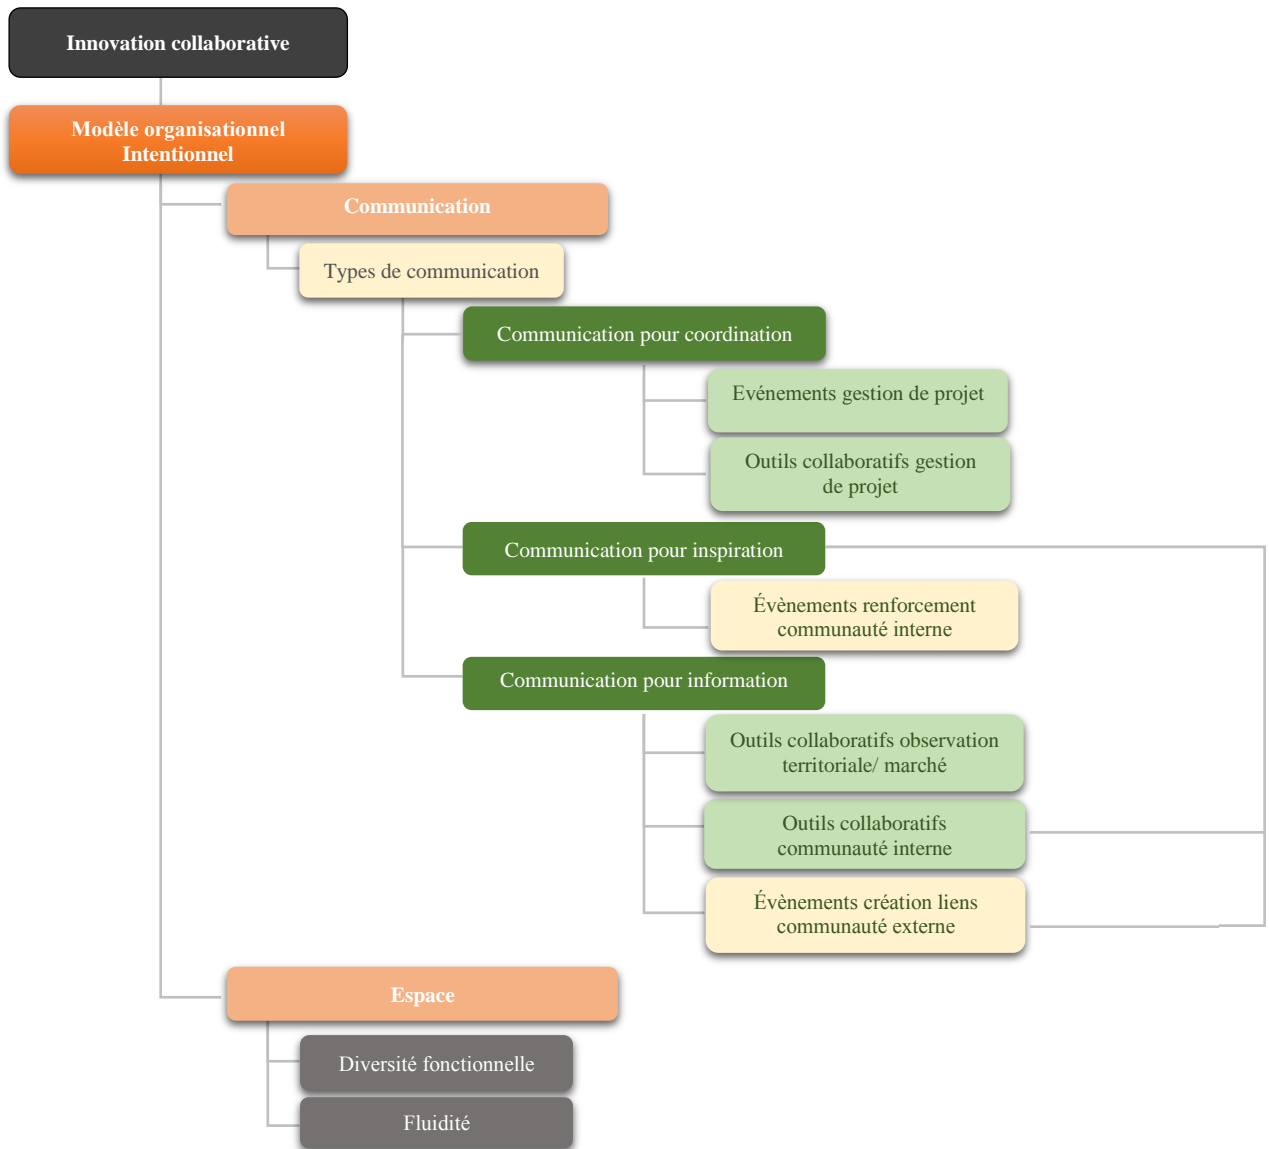 Innovation collaborative
Modèle organisationnel
Intentionnel
Communication
Types de communication
Communication pour coordination
Evénements gestion de projet
Outils collaboratifs gestion
de projet
Communication pour inspiration
Évènements renforcement
communauté interne
Communication pour information
Outils collaboratifs observation
territoriale/ marché
Outils collaboratifs
communauté interne
Évènements création liens
communauté externe
Espace
Diversité fonctionnelle
Fluidité